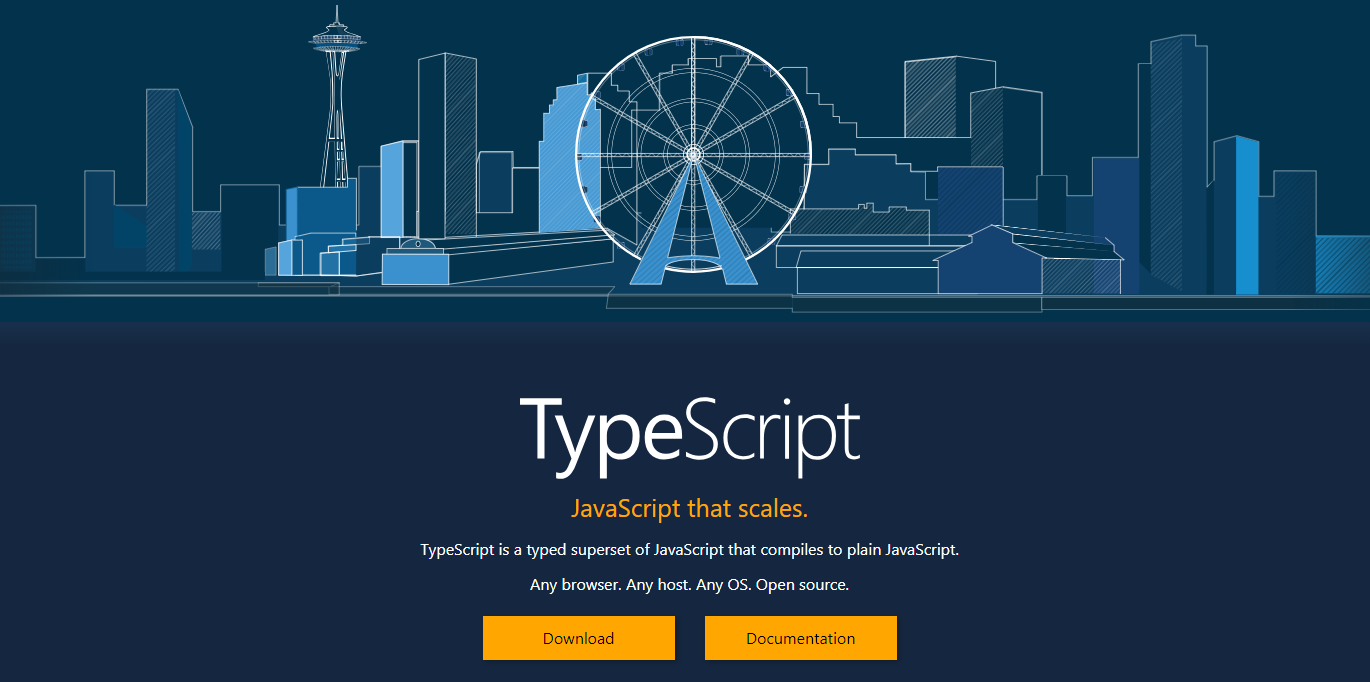 TypeScript
JavaScript that scales.
TypeScript is a typed superset of JavaScript that compiles to plain JavaScript.
Any browser. Any host. Any OS. Open source.
Download
Documentation